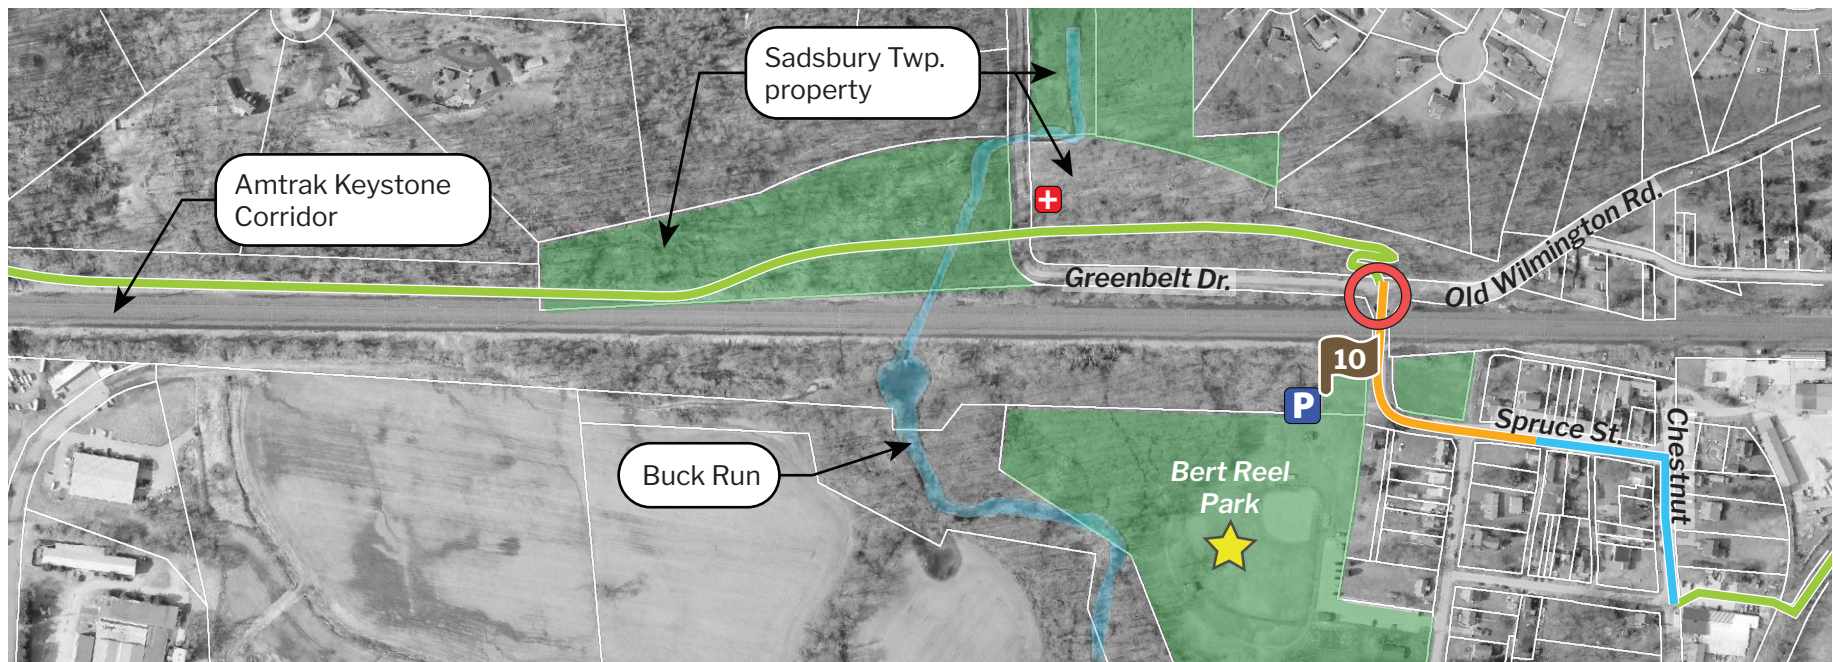 Sadsbury Twp.
property
Amtrak Keystone
Corridor
Old Wilmington Rd.
Greenbelt Dr.
10
P
Spruce St.
Chestnut
Buck Run
Bert Reel
Park